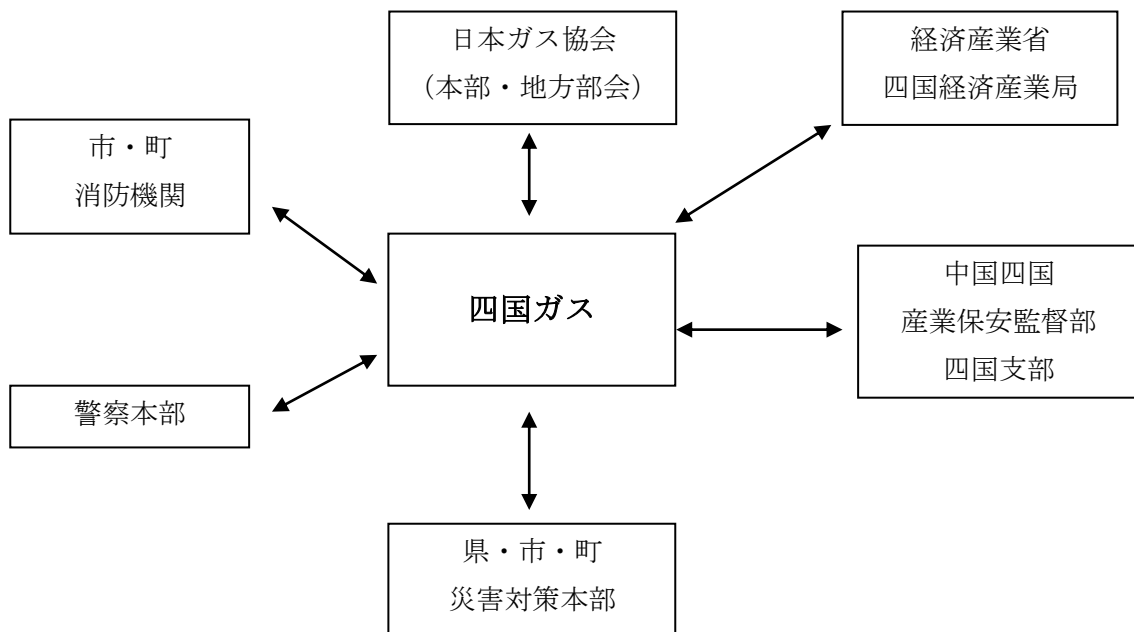 日本ガス協会
（本部・地方部会）
経済産業省
四国経済産業局
市・町
消防機関
四国ガス
中国四国
産業保安監督部
四国支部
警察本部
県・市・町
災害対策本部